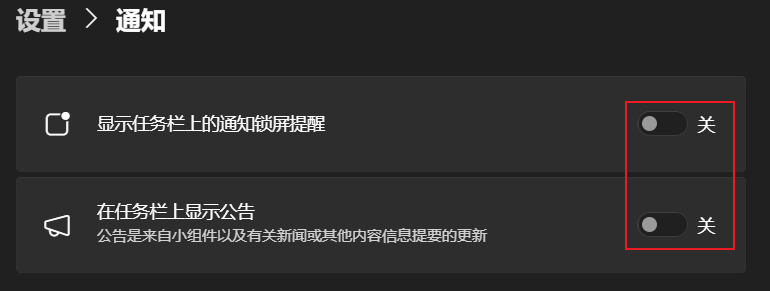 设置 > 通知
显示任务栏上的通知锁屏提醒
关
在任务栏上显示公告
公告是来自小组件以及有关新闻或其他内容信息提要的更新
关